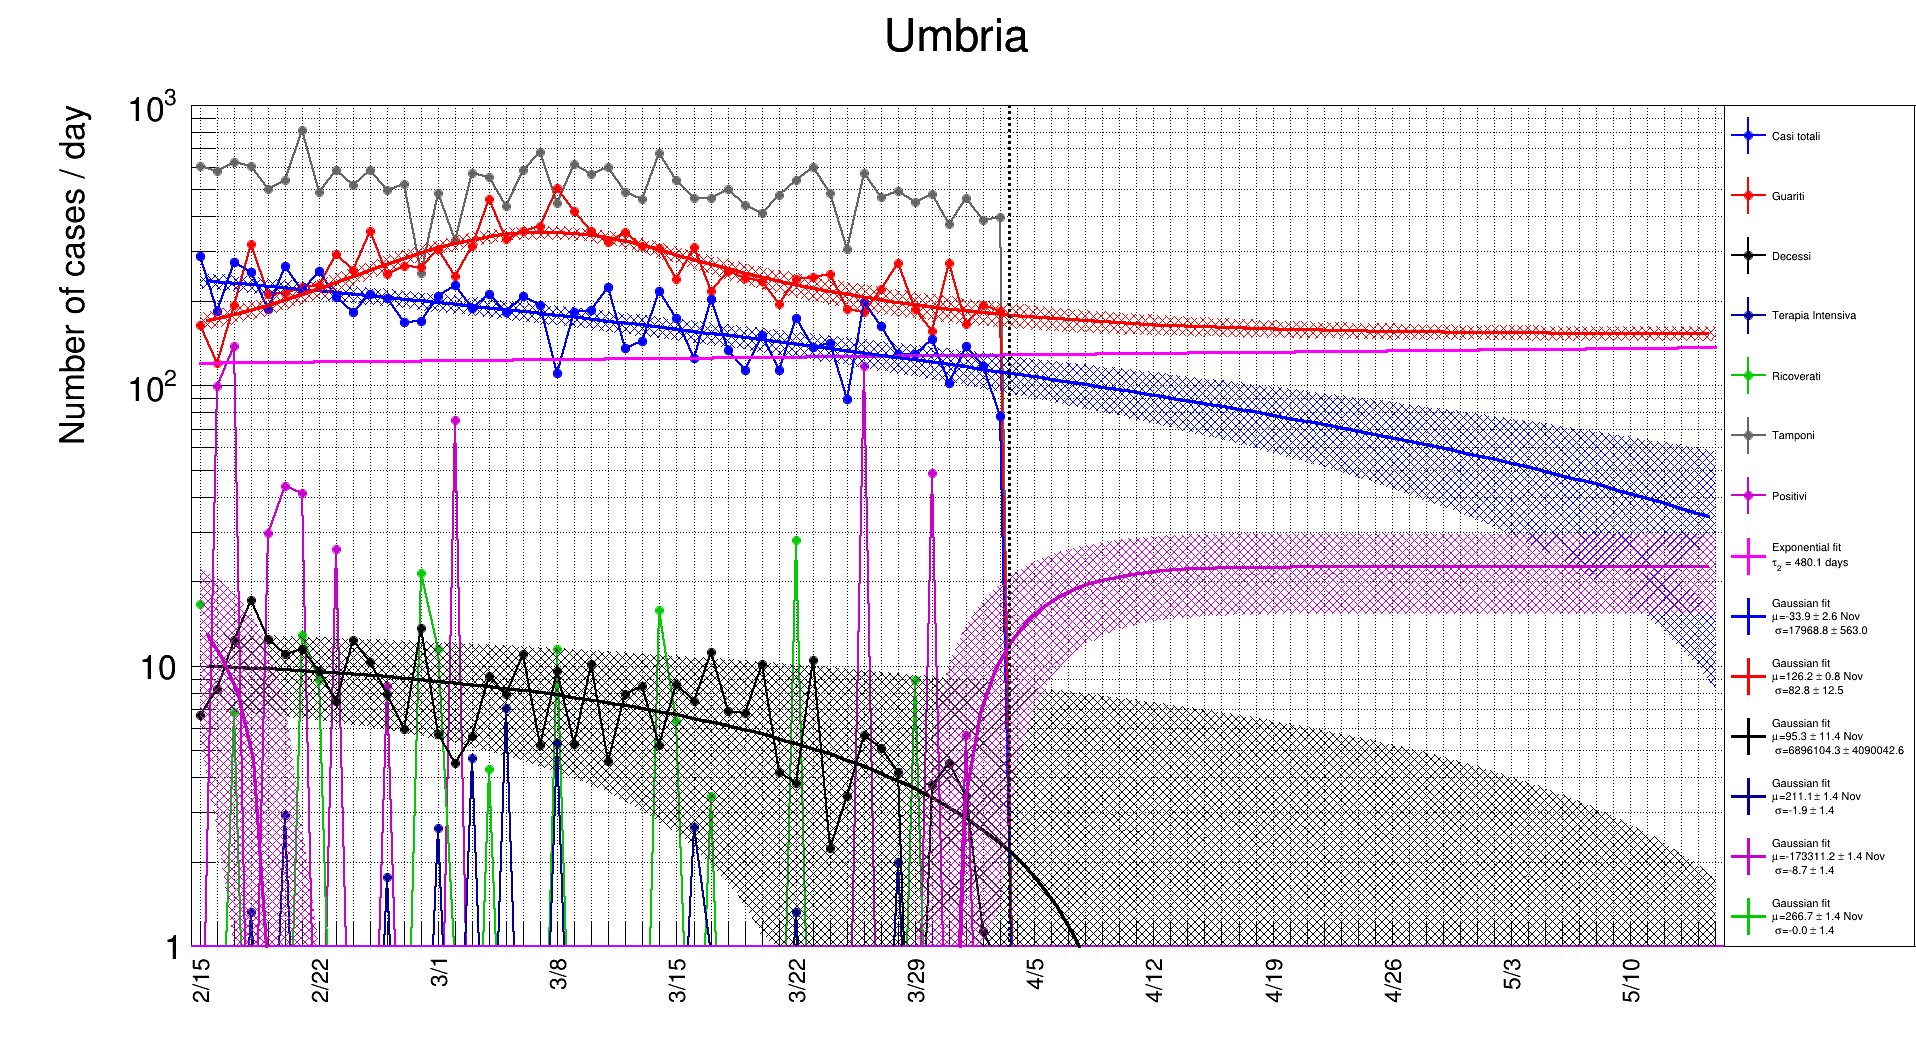 Umbria
Number of cases / day
10³
10²
10
1
2/15
2/22
3/1
3/8
3/15
3/22
3/29
4/5
4/12
4/19
4/26
5/3
5/10
Casi totali
Guariti
Decessi
Terapia Intensiva
Ricoverati
Tamponi
Positivi
Exponential fit
τ₂ = 480.1 days
Gaussian fit
μ=-33.9 ± 2.6 Nov
σ=17968.8 ± 563.0
Gaussian fit
μ=126.2 ± 0.8 Nov
σ=82.8 ± 12.5
Gaussian fit
μ=95.3 ± 11.4 Nov
σ=6896104.3 ± 4090042.6
Gaussian fit
μ=211.1 ± 1.4 Nov
σ=-1.9 ± 1.4
Gaussian fit
μ=-173311.2 ± 1.4 Nov
σ=-8.7 ± 1.4
Gaussian fit
μ=266.7 ± 1.4 Nov
σ=-0.0 ± 1.4